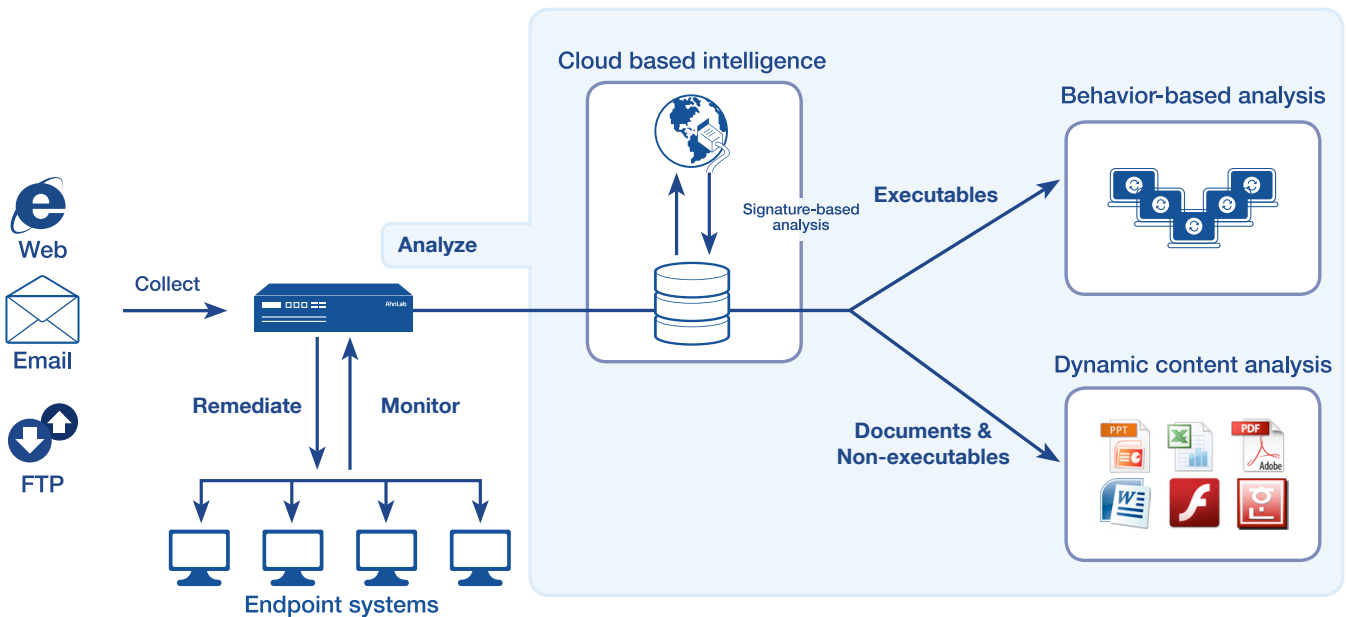 Cloud based intelligence
Behavior-based analysis
Web
Executables
Signature-based
analysis
Analyze
Collect
AhnLab
Email
Remediate
Monitor
Dynamic content analysis
Documents &
Non-executables
PPT
PDF
Adobe
W
한
FTP
Endpoint systems